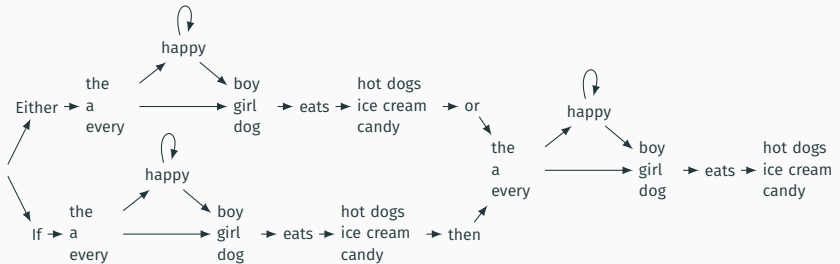 happy
the
a
every
Either
boy
girl
dog
eats
hot dogs
ice cream
candy
or
happy
the
a
every
If
boy
girl
dog
eats
hot dogs
ice cream
candy
then
happy
the
a
every
boy
girl
dog
eats
hot dogs
ice cream
candy